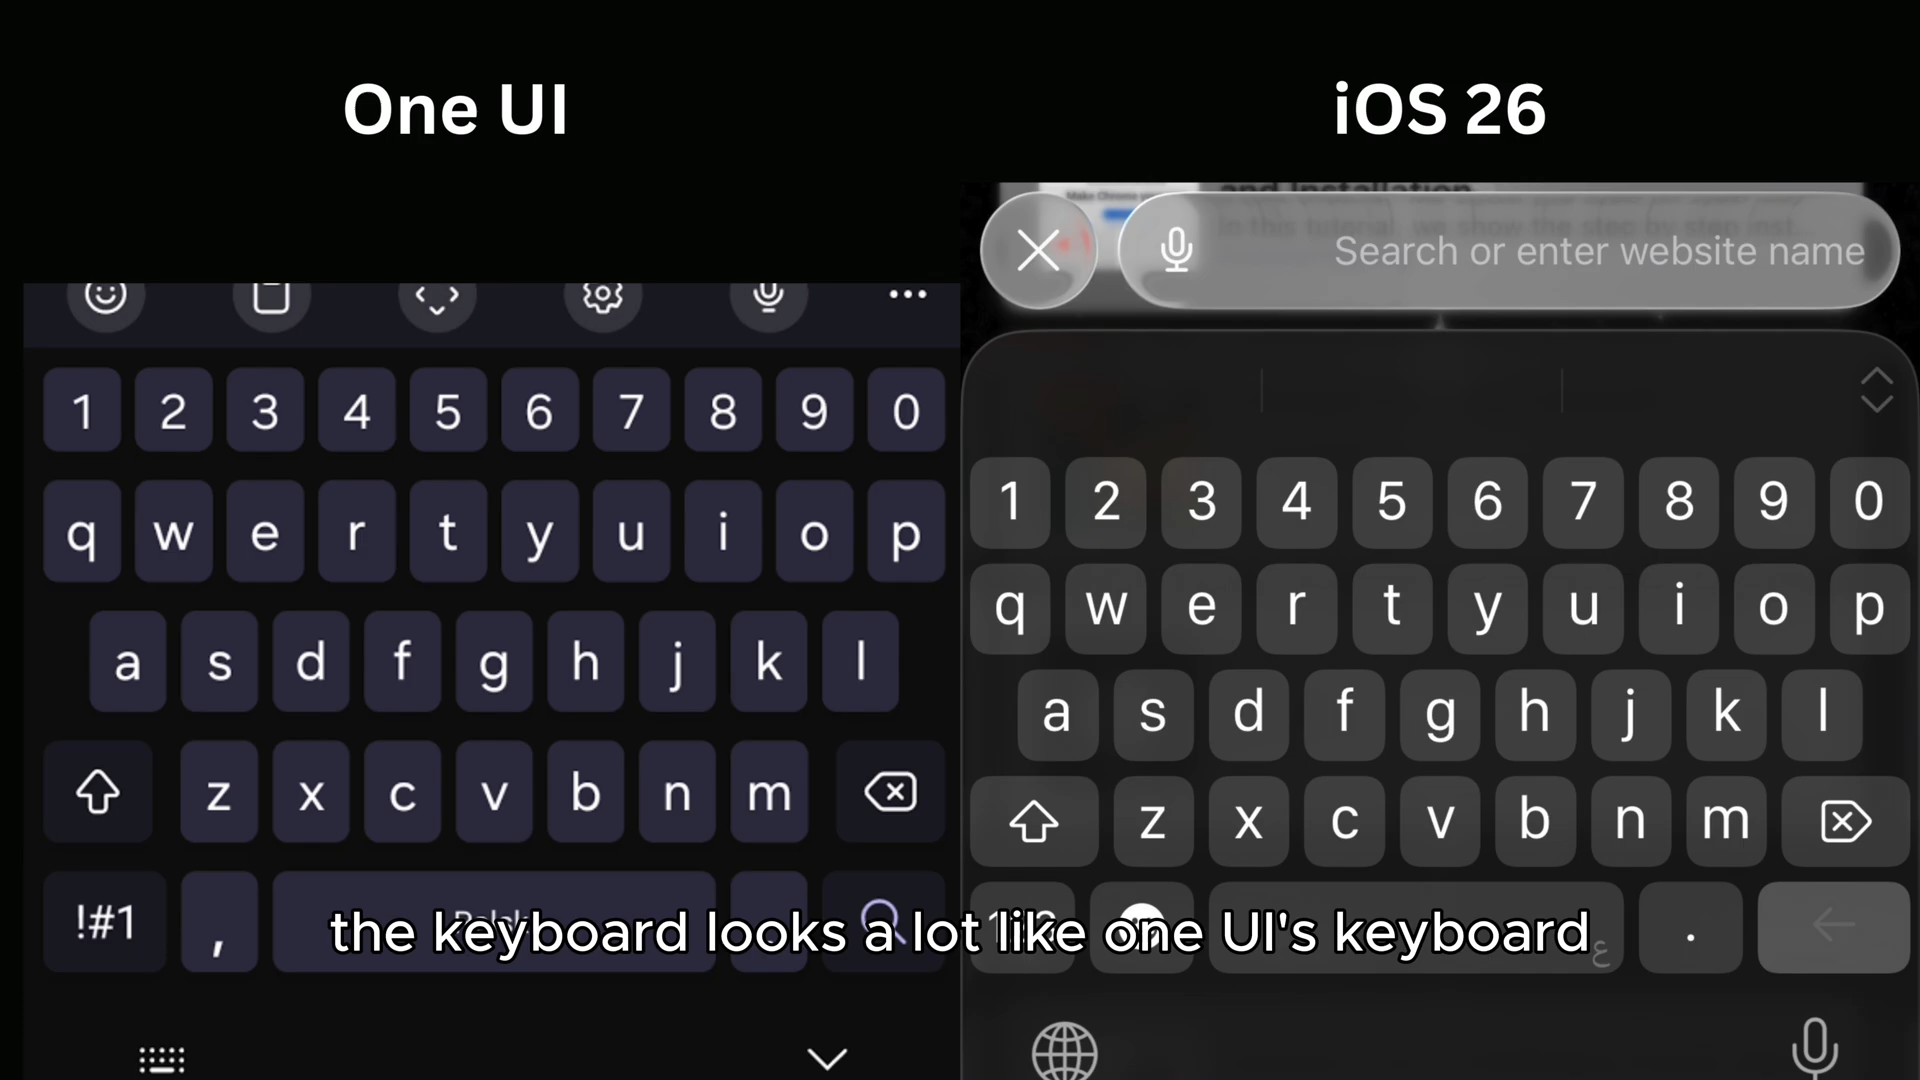 One UI
iOS 26
Search or enter website name
1 2 3 4 5 6 7 8 9 0
q w e r t y u i o p
a s d f g h j k l
z x c v b n m
!#1 ,
1 2 3 4 5 6 7 8 9 0
q w e r t y u i o p
a s d f g h j k l
z x c v b n m
ع .
the keyboard looks a lot like one UI's keyboard